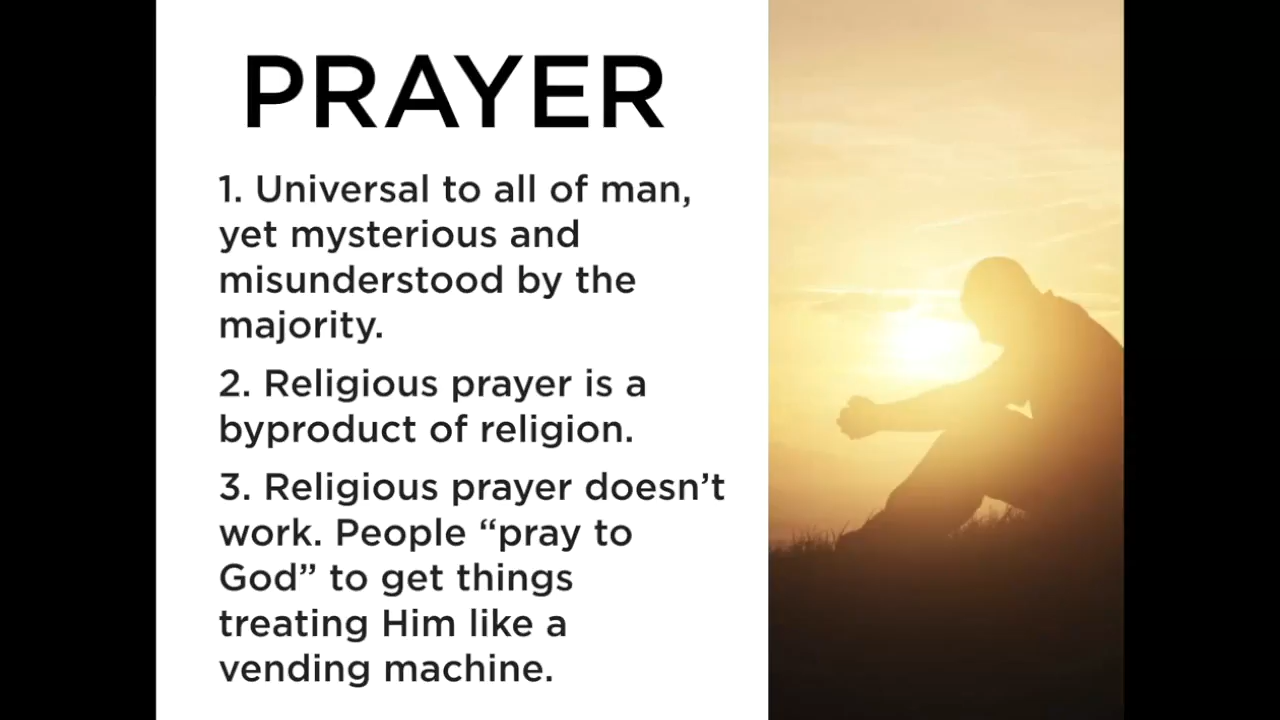 PRAYER
1. Universal to all of man,
yet mysterious and
misunderstood by the
majority.
2. Religious prayer is a
byproduct of religion.
3. Religious prayer doesn’t
work. People “pray to
God” to get things
treating Him like a
vending machine.